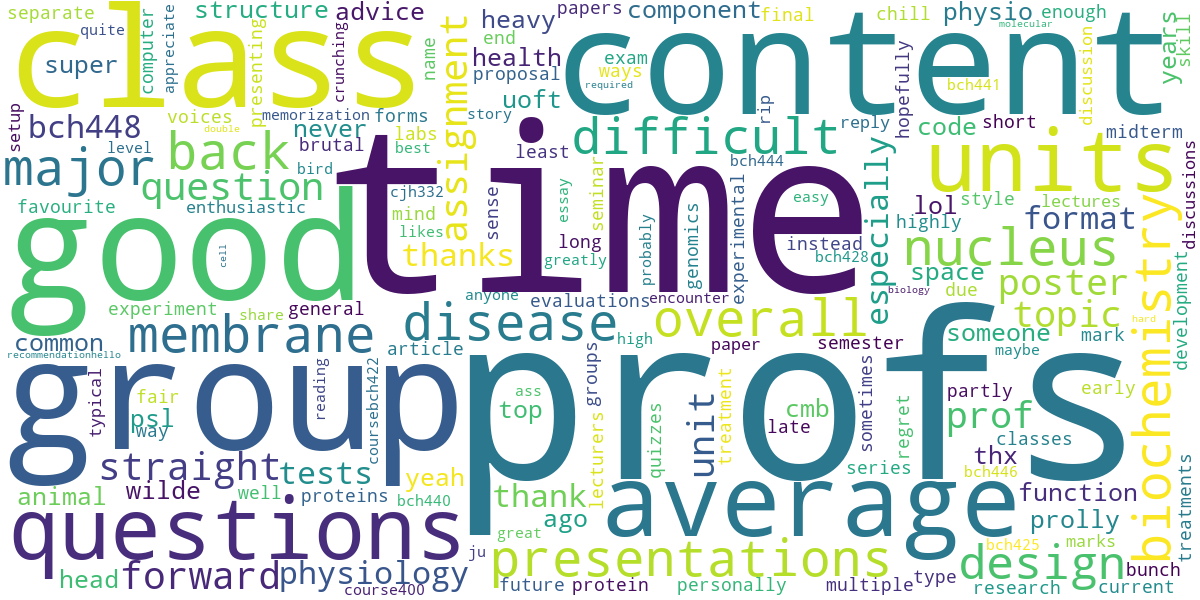 class
content
time
good
profs
group
average
questions
difficult
units
major
back
question
membrane
disease
overall
nucleus
biochemistry
presentations
design
straight
forward
physiology
poster
topic
format
especially
assignment
thanks
thank
unit
prof
separate
quite
computer
appreciate
structure
advice
presenting
crunching
name
heavy
end
health
proposal
papers
component
final
exam
ways
required
uoft
chill
physio
enough
molecular
years
skill
hopefully
bch441
discussion
super
setup
bch448
level
voices
double
memorization
forms
never
brutal
labs
best
bird
story
short
midterm
code
reply
rip
least
bch444
discussions
favourite
enthusiastic
cjh332
mind
likes
sense
essay
seminar
long
greatly
probably
genomics
experimental
easy
instead
bch428
lol
highly
style
lectures
cell
experiment
share
general
anyone
evaluations
encounter
space
due
biology
development
hard
common
recommendationhello
article
high
paper
semester
someone
maybe
mark
fair
psl
way
typical
reading
coursebch422
groups
ass
top
treatment
cmb
late
sometimes
partly
early
classes
regret
series
thx
bch446
quizzes
lecturers
tests
yeah
animal
wilde
well
proteins
bch440
great
ago
function
prolly
treatments
marks
bch425
bunch
ju
head
course400
future
protein
personally
multiple
type
research
current